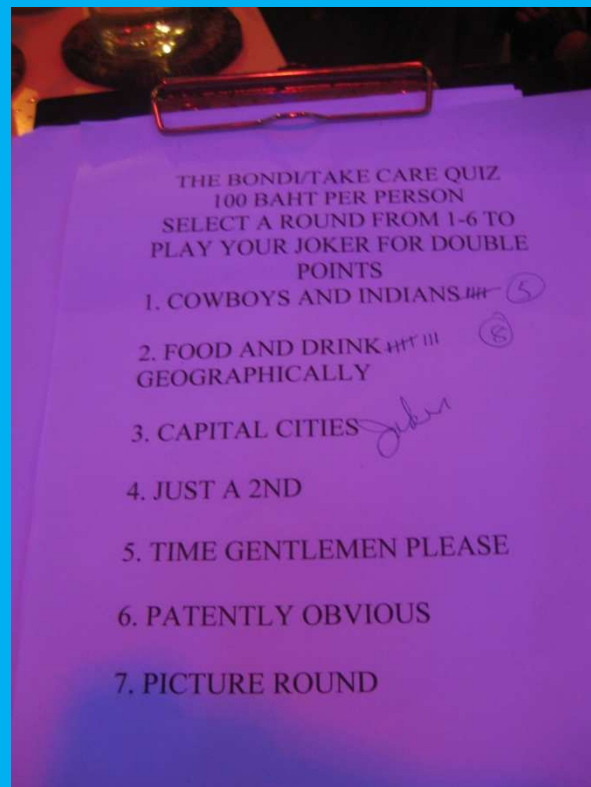 THE BONDI/TAKE CARE QUIZ
100 BAHT PER PERSON
SELECT A ROUND FROM 1-6 TO
PLAY YOUR JOKER FOR DOUBLE
POINTS
1. COWBOYS AND INDIANS 5
2. FOOD AND DRINK 8
GEOGRAPHICALLY
3. CAPITAL CITIES Joker
4. JUST A 2ND
5. TIME GENTLEMEN PLEASE
6. PATENTLY OBVIOUS
7. PICTURE ROUND